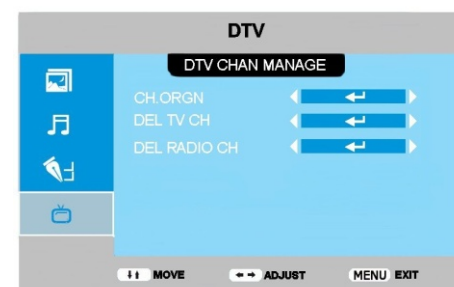 DTV
DTV CHAN MANAGE
CH.ORGN
DEL TV CH
DEL RADIO CH
MOVE ADJUST MENU EXIT